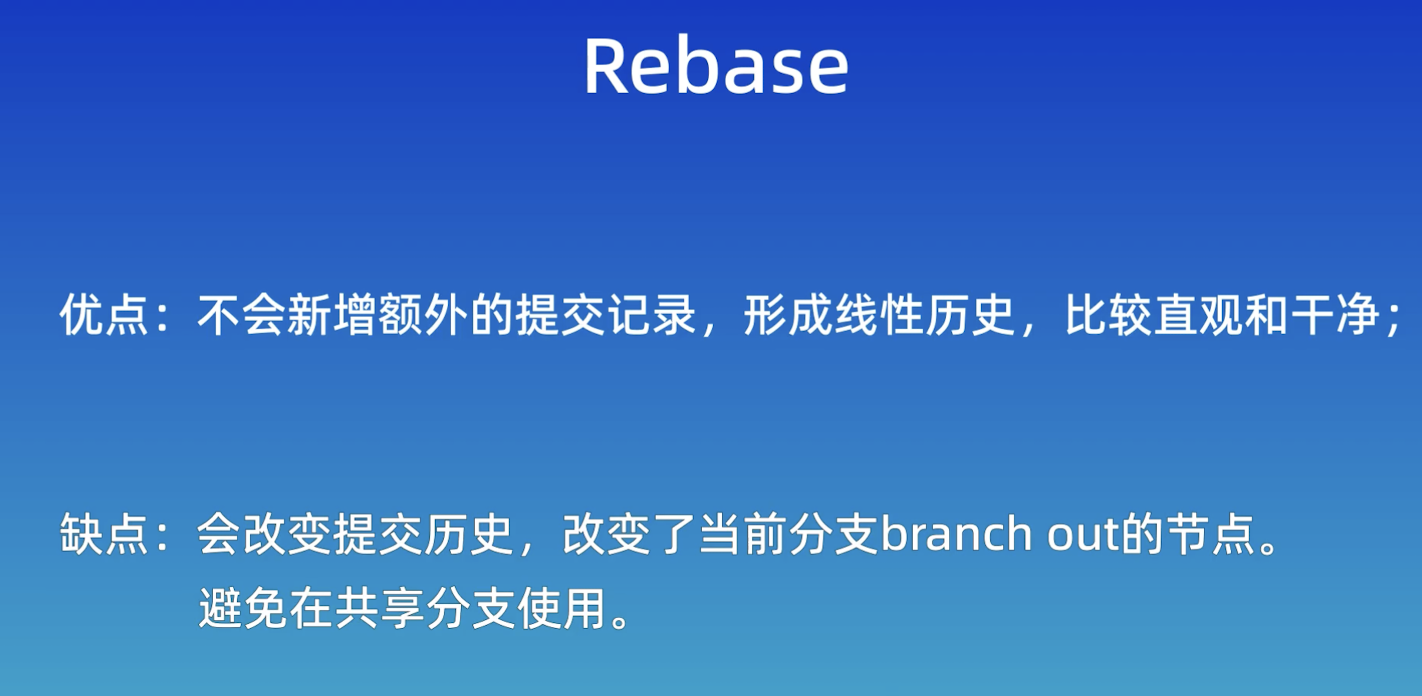 Rebase
优点：不会新增额外的提交记录，形成线性历史，比较直观和干净；
缺点：会改变提交历史，改变了当前分支branch out的节点。
避免在共享分支使用。